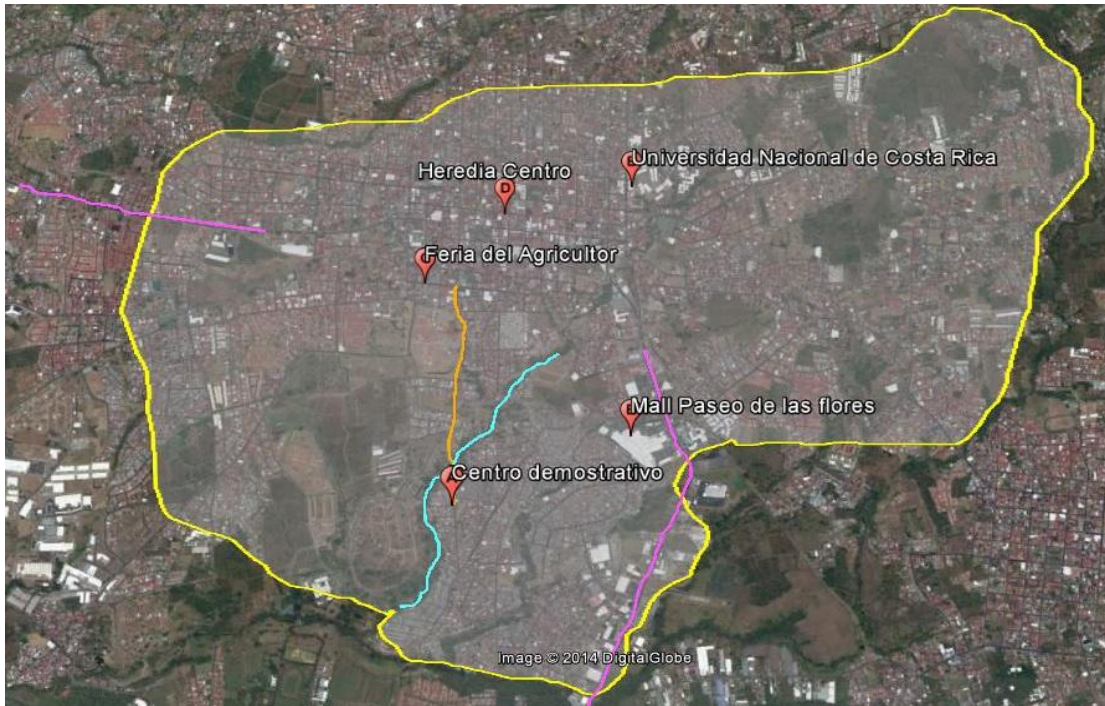 Universidad Nacional de Costa Rica
Heredia Centro
D
Feria del Agricultor
Mall Paseo de las flores
Centro demostrativo
A
Image © 2014 DigitalGlobe